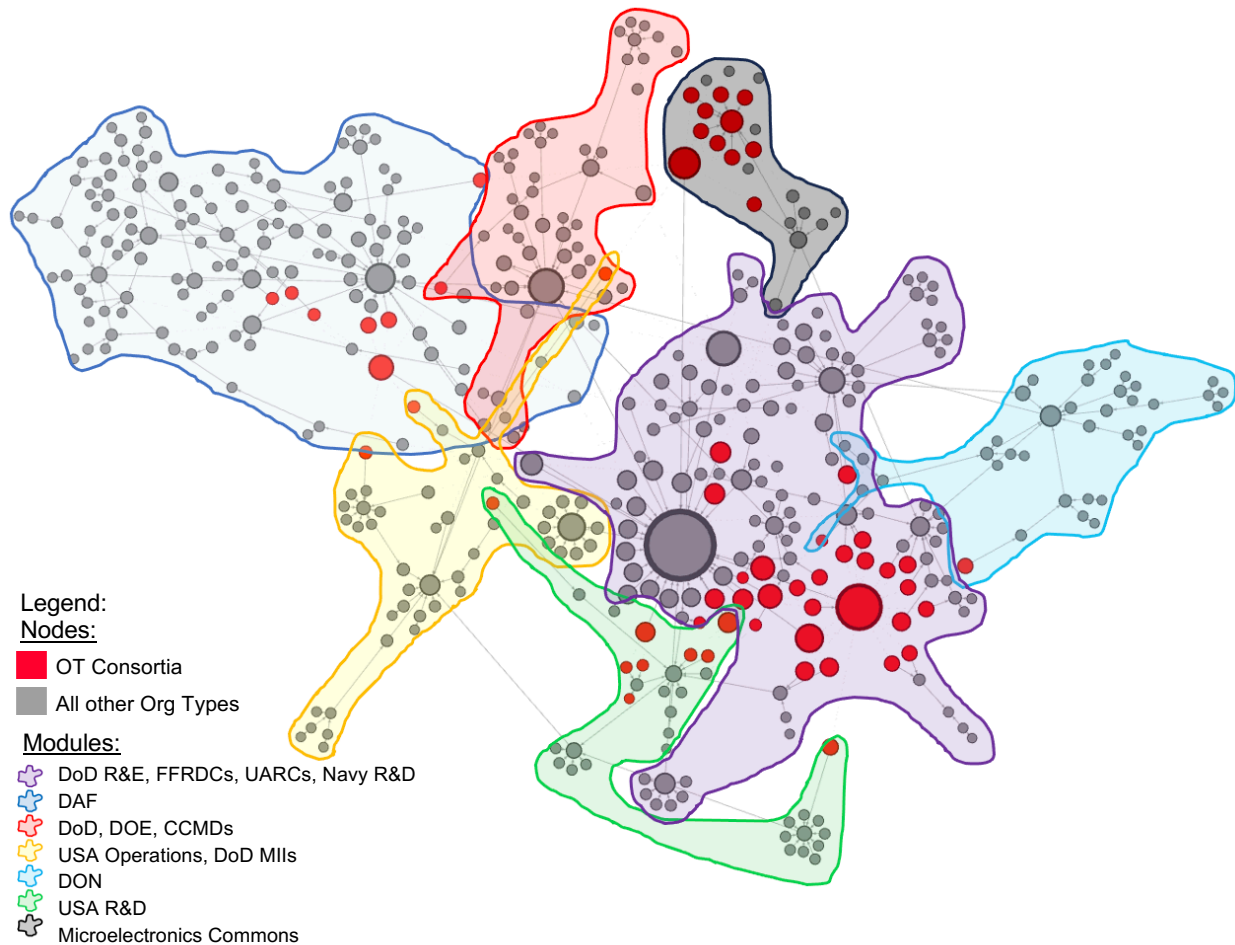 Legend:
Nodes:
OT Consortia
All other Org Types
Modules:
DoD R&E, FFRDCs, UARCs, Navy R&D
DAF
DoD, DOE, CCMDs
USA Operations, DoD MIIs
DON
USA R&D
Microelectronics Commons